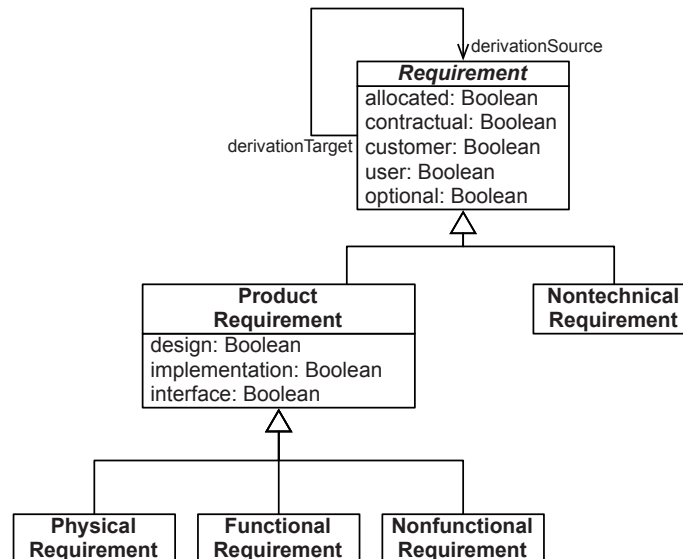 derivationSource
Requirement
allocated: Boolean
contractual: Boolean
customer: Boolean
user: Boolean
optional: Boolean
derivationTarget
Product
Requirement
design: Boolean
implementation: Boolean
interface: Boolean
Nontechnical
Requirement
Physical
Requirement
Functional
Requirement
Nonfunctional
Requirement